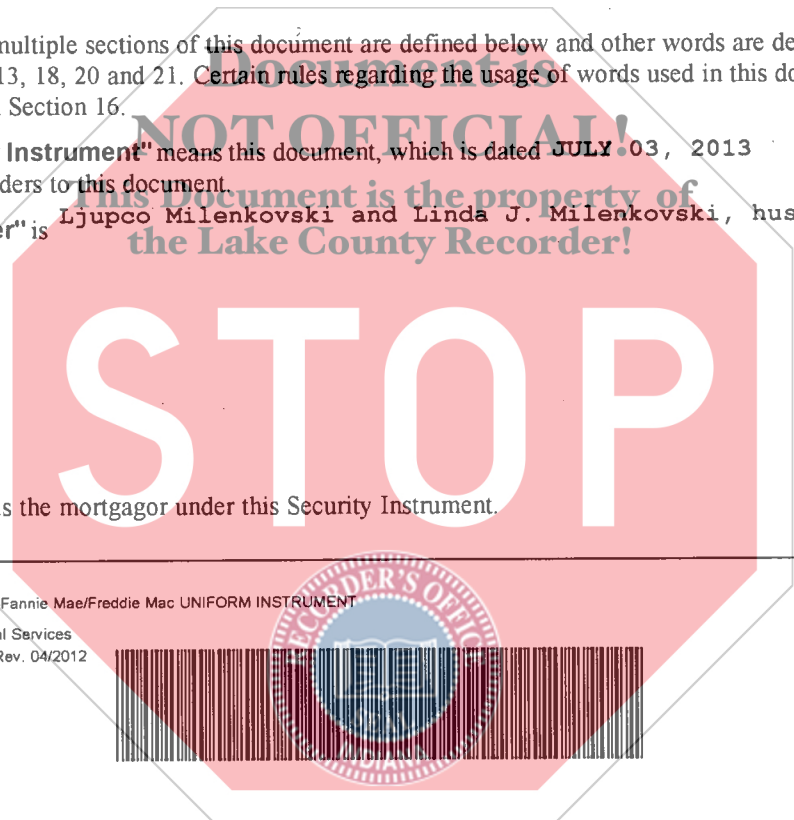 multiple sections of this document are defined below and other words are de
Document is
13, 18, 20 and 21. Certain rules regarding the usage of words used in this do
Section 16.
NOT OFFICIAL!
Instrument" means this document, which is dated JULY 03, 2013
ders to this document.
This Document is the property of
er" is Ljupco Milenkovski and Linda J. Milenkovski, hus
the Lake County Recorder!
STOP
s the mortgagor under this Security Instrument.
Fannie Mae/Freddie Mac UNIFORM INSTRUMENT
RECORDER'S OFFICE
al Services
Rev. 04/2012
SEAL
INDIANA